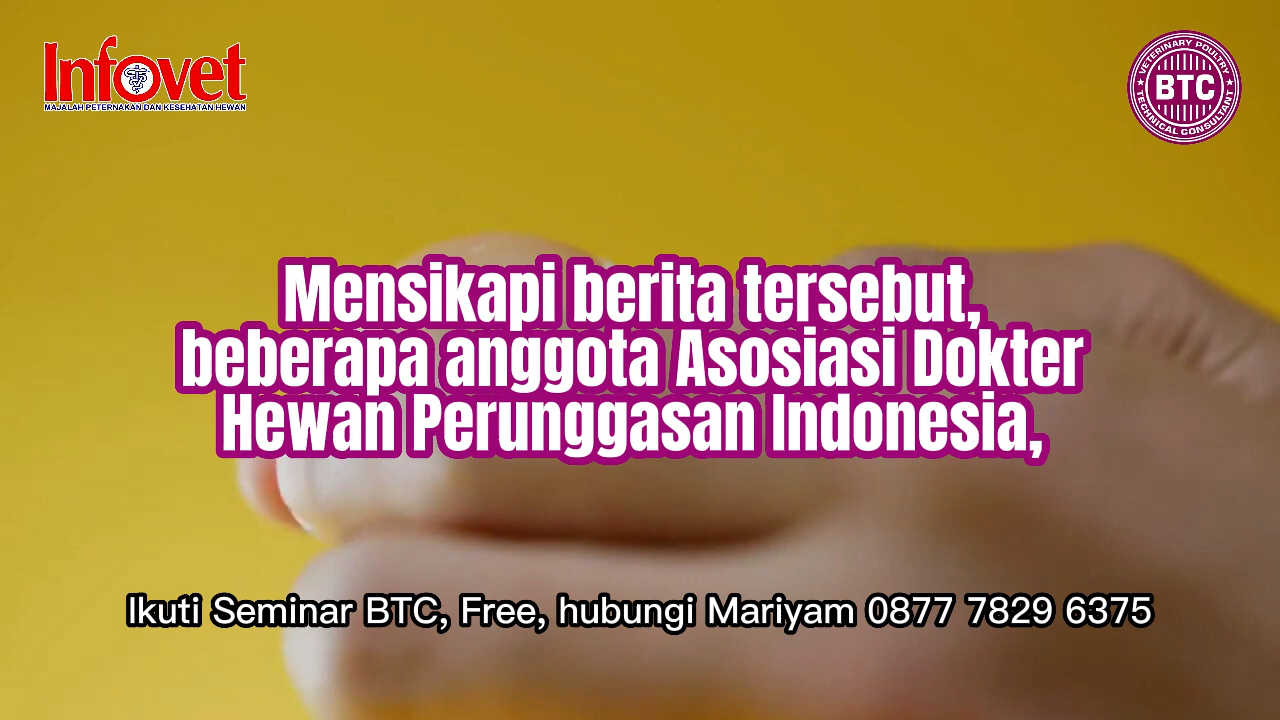 Infovet
MAJALAH PETERNAKAN DAN KESEHATAN HEWAN
VETERINARY POULTRY
BTC
TECHNICAL CONSULTANT
Mensikapi berita tersebut,
beberapa anggota Asosiasi Dokter
Hewan Perunggasan Indonesia,
Ikuti Seminar BTC, Free, hubungi Mariyam 0877 7829 6375